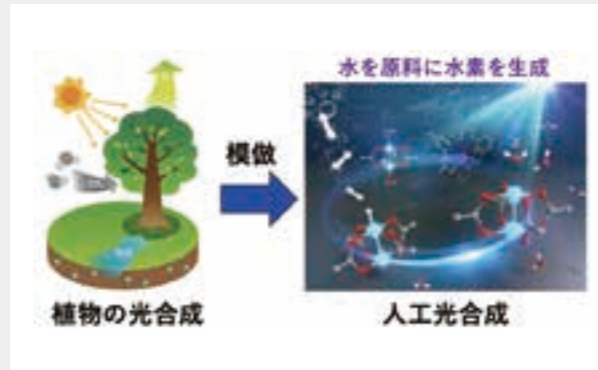 水を原料に水素を生成
模倣
植物の光合成
人工光合成